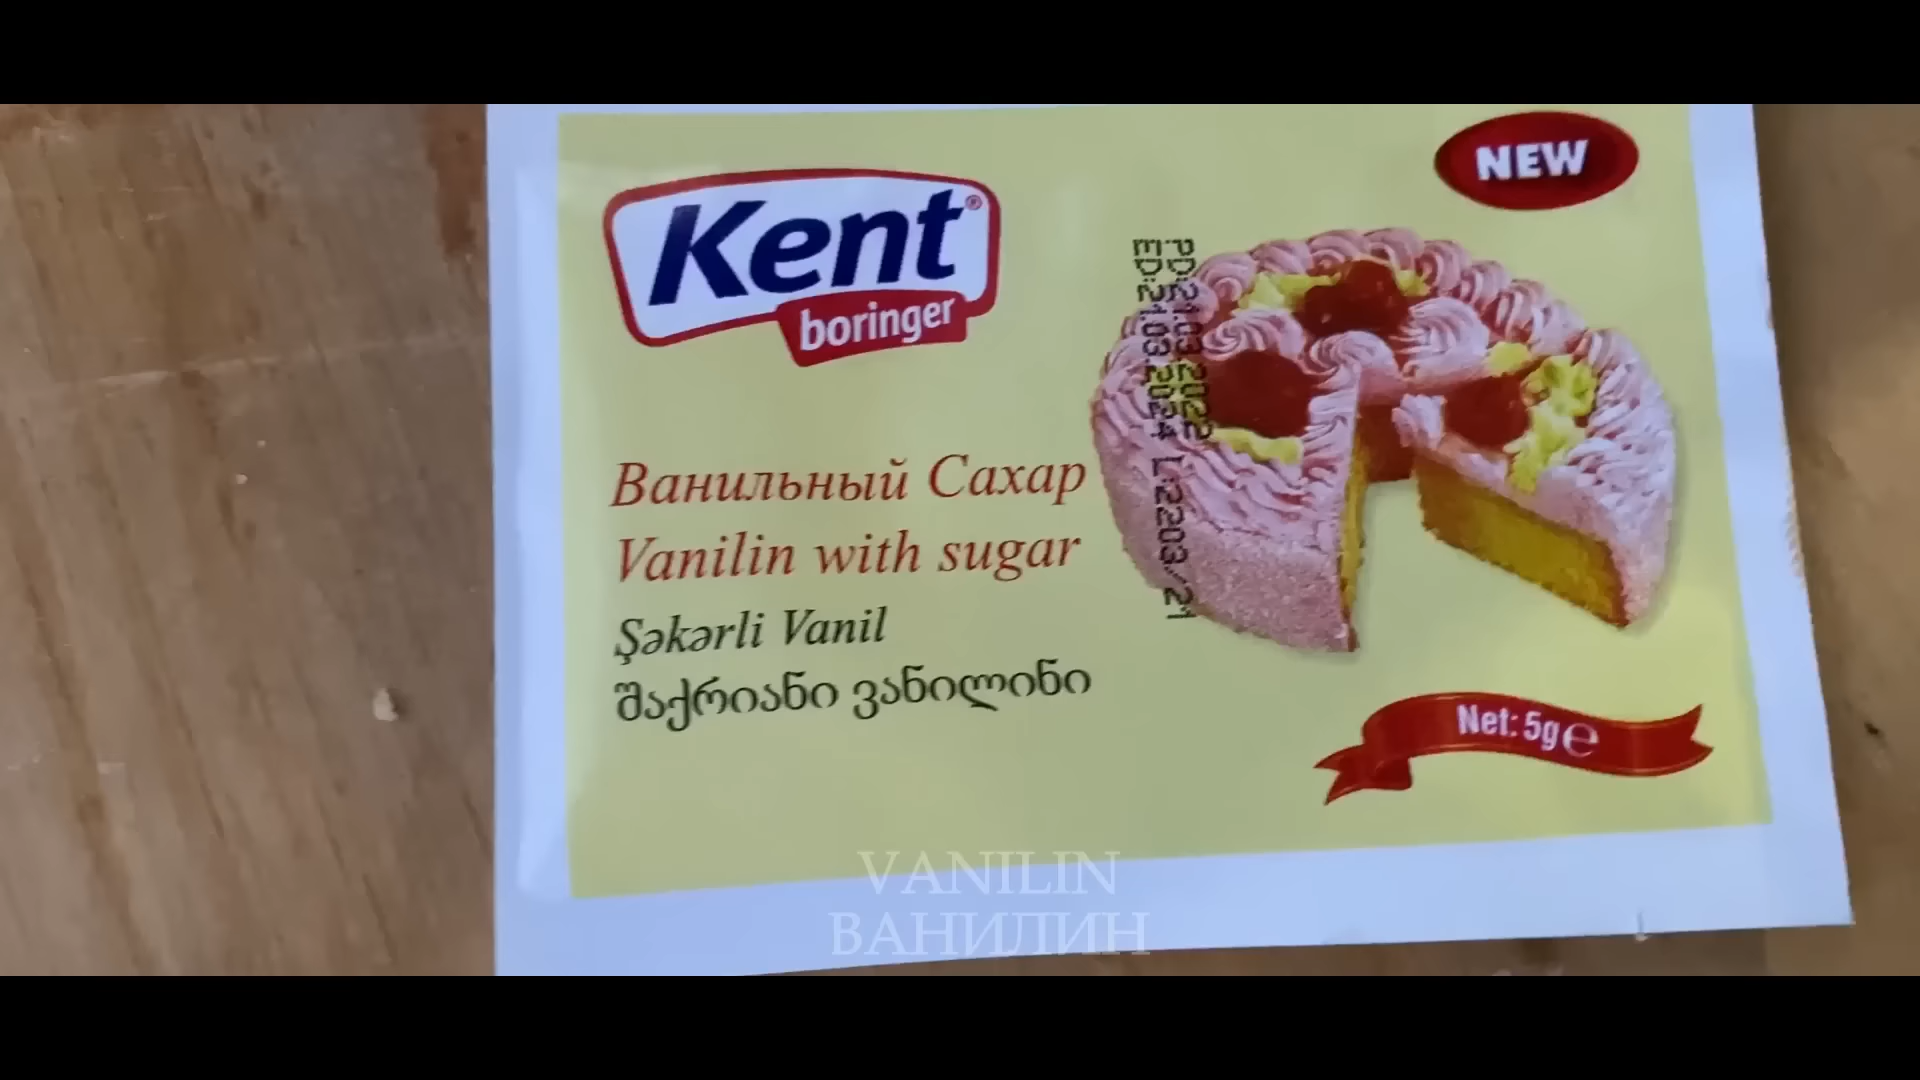 NEW
Kent®
boringer
PD:21.03.2022
ED:21.03.2024 L:2203/21
Ванильный Сахар
Vanilin with sugar
Şəkərli Vanil
შაქრიანი ვანილინი
Net: 5g ℮
VANILIN
ВАНИЛИН